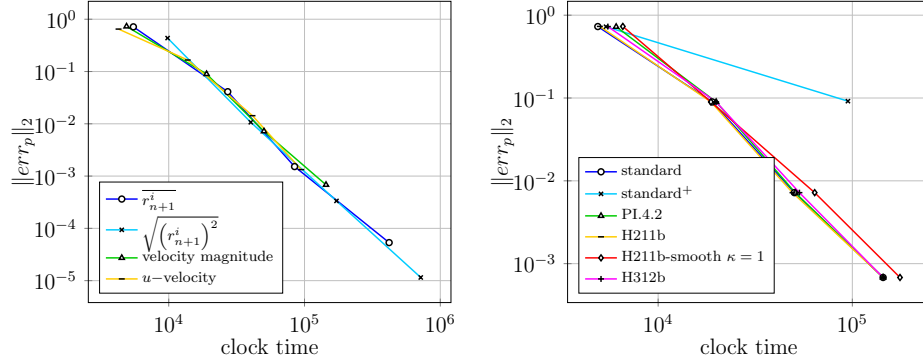 10^0
10^{-1}
10^{-2}
10^{-3}
10^{-4}
10^{-5}
‖err_p‖_2
\overline{r^i_{n+1}}
\sqrt{(r^i_{n+1})^2}
velocity magnitude
u−velocity
10^4
10^5
10^6
clock time
10^0
10^{-1}
10^{-2}
10^{-3}
‖err_p‖_2
standard
standard^+
PI.4.2
H211b
H211b-smooth κ = 1
H312b
10^4
10^5
clock time